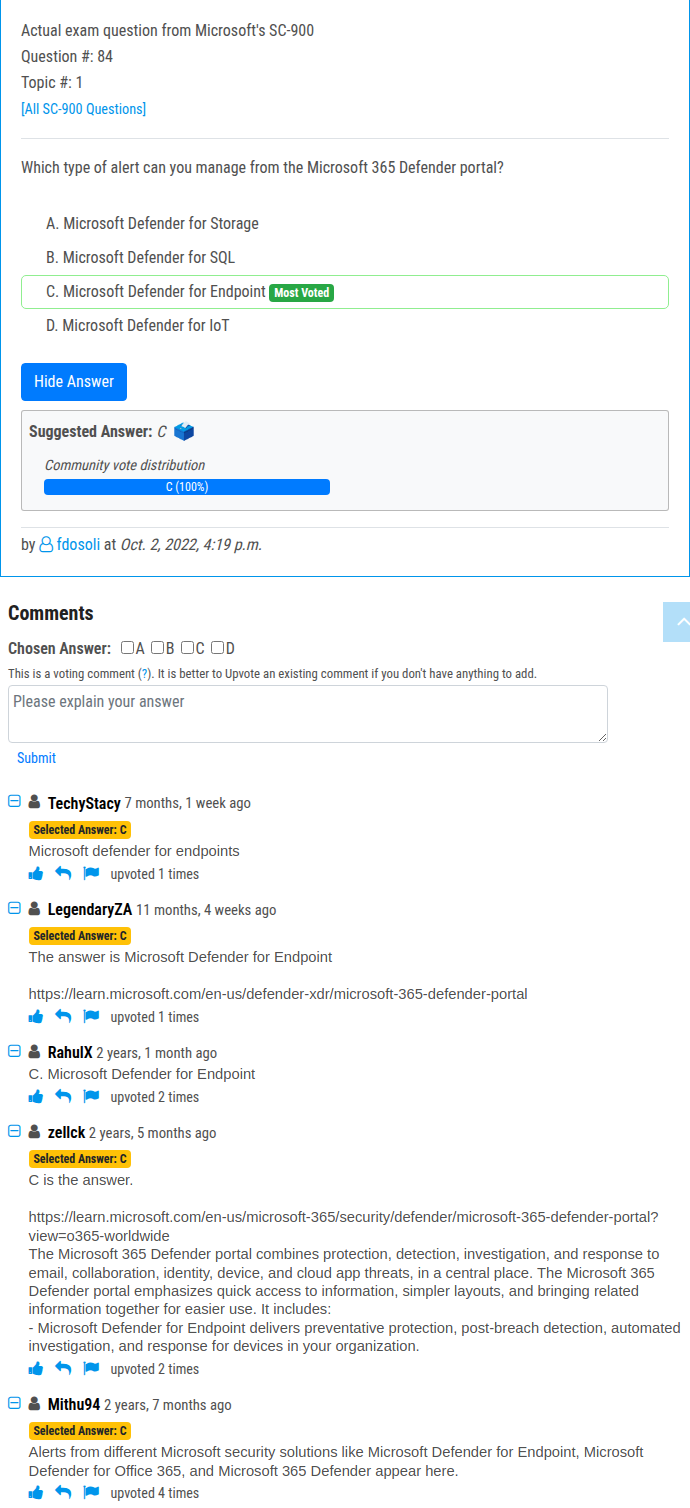 Actual exam question from Microsoft's SC-900
Question #: 84
Topic #: 1
[All SC-900 Questions]
Which type of alert can you manage from the Microsoft 365 Defender portal?
A. Microsoft Defender for Storage
B. Microsoft Defender for SQL
C. Microsoft Defender for Endpoint Most Voted
D. Microsoft Defender for IoT
Hide Answer
Suggested Answer: C
Community vote distribution
C (100%)
by fdosoli at Oct. 2, 2022, 4:19 p.m.
Comments
Chosen Answer: A B C D
This is a voting comment (?). It is better to Upvote an existing comment if you don't have anything to add.
Please explain your answer
Submit
TechyStacy 7 months, 1 week ago
Selected Answer: C
Microsoft defender for endpoints
upvoted 1 times
LegendaryZA 11 months, 4 weeks ago
Selected Answer: C
The answer is Microsoft Defender for Endpoint
https://learn.microsoft.com/en-us/defender-xdr/microsoft-365-defender-portal
upvoted 1 times
RahulX 2 years, 1 month ago
C. Microsoft Defender for Endpoint
upvoted 2 times
zellck 2 years, 5 months ago
Selected Answer: C
C is the answer.
https://learn.microsoft.com/en-us/microsoft-365/security/defender/microsoft-365-defender-portal?
view=o365-worldwide
The Microsoft 365 Defender portal combines protection, detection, investigation, and response to
email, collaboration, identity, device, and cloud app threats, in a central place. The Microsoft 365
Defender portal emphasizes quick access to information, simpler layouts, and bringing related
information together for easier use. It includes:
- Microsoft Defender for Endpoint delivers preventative protection, post-breach detection, automated
investigation, and response for devices in your organization.
upvoted 2 times
Mithu94 2 years, 7 months ago
Selected Answer: C
Alerts from different Microsoft security solutions like Microsoft Defender for Endpoint, Microsoft
Defender for Office 365, and Microsoft 365 Defender appear here.
upvoted 4 times